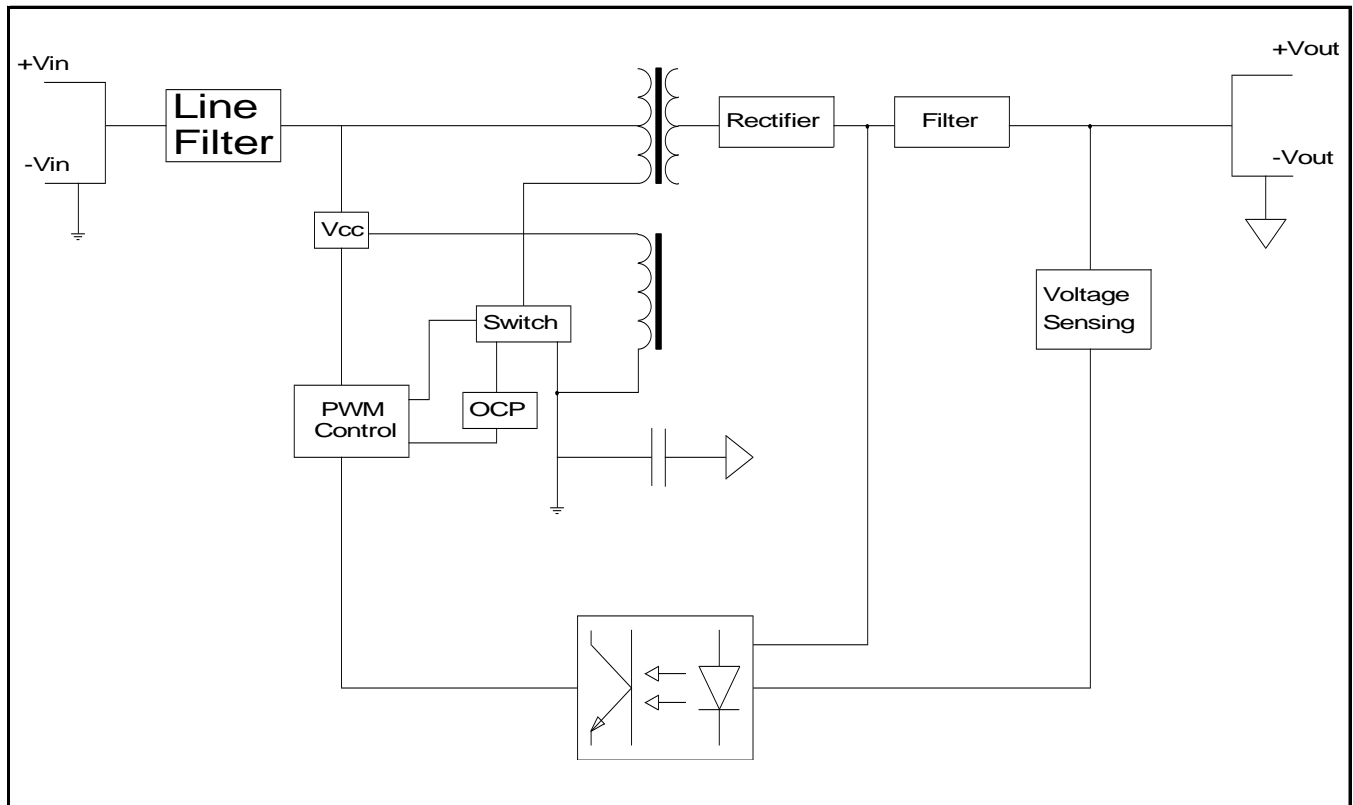 +Vin
-Vin
Line
Filter
Rectifier
Filter
+Vout
-Vout
Vcc
Switch
Voltage
Sensing
PWM
Control
OCP